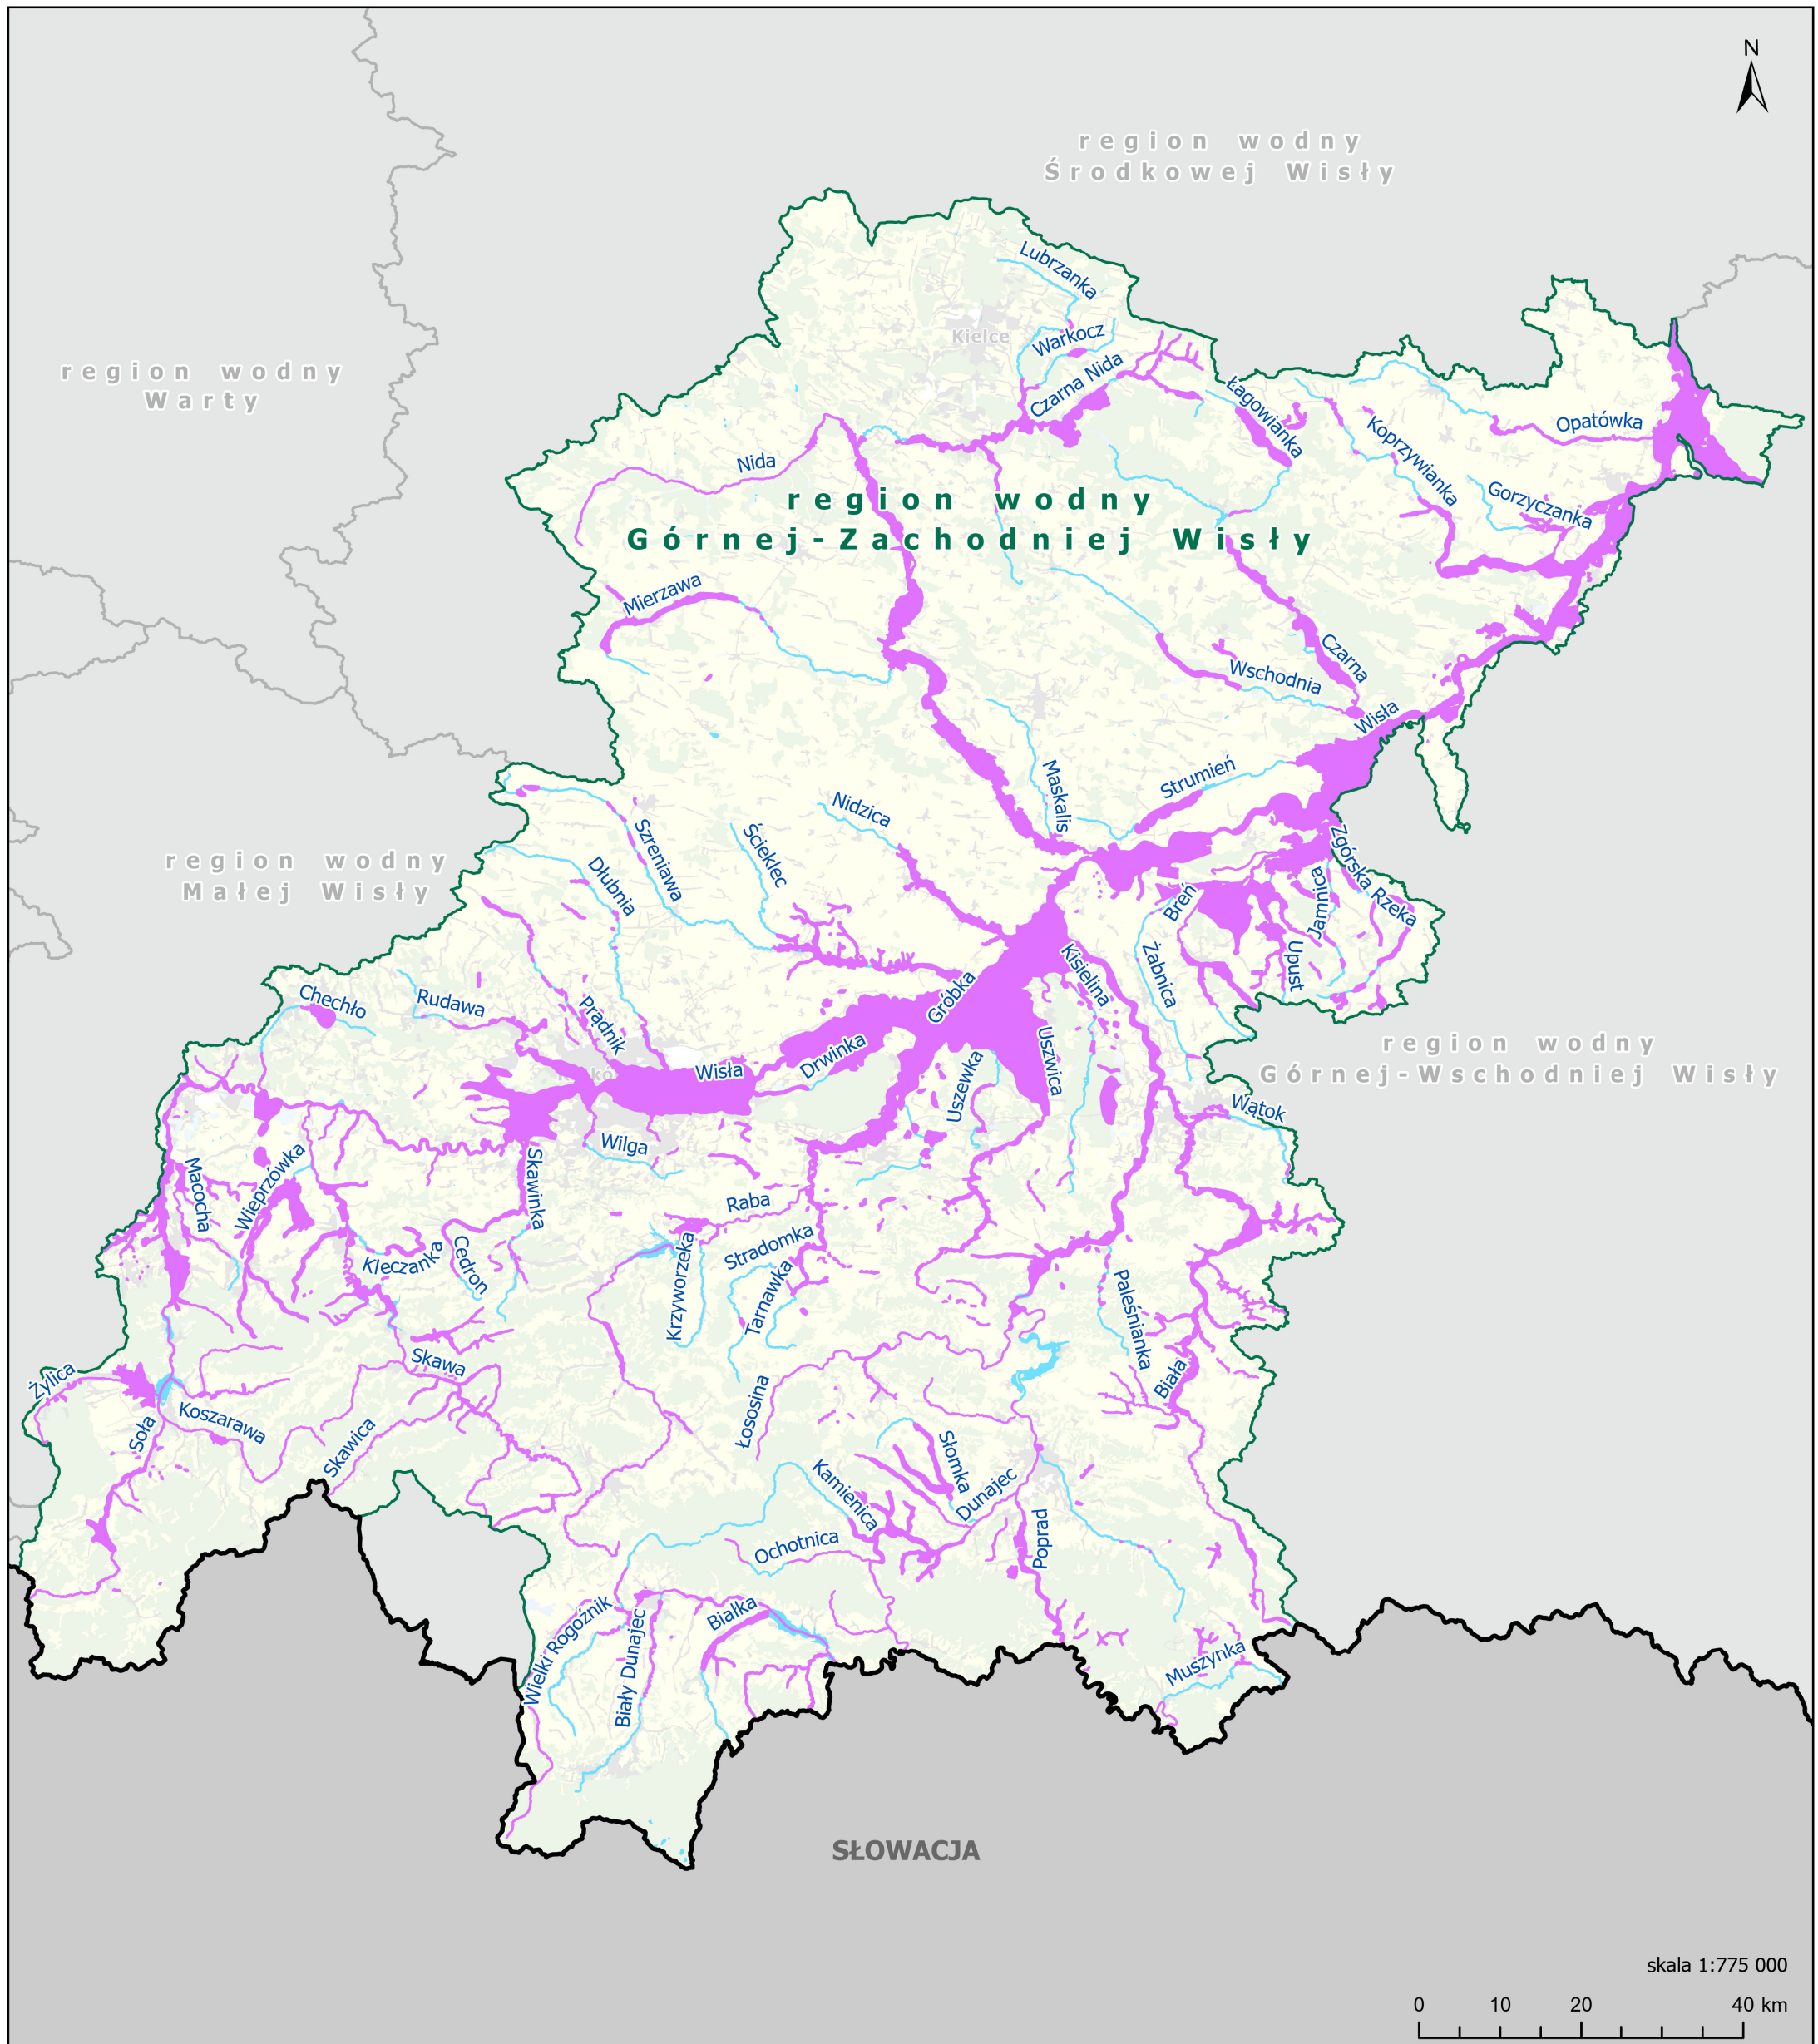 N
region wodny
Środkowej Wisły
Lubrzanka
Kielce
Warkocz
Czarna Nida
region wodny
Warty
Łagowianka
Opatówka
Koprzywianka
Nida
Gorzyczanka
region wodny
Górnej-Zachodniej Wisły
Mierzawa
Czarna
Wschodnia
Wisła
Maskalis
Strumień
Nidzica
Szreniawa
Ścieklec
Zgórska Rzeka
region wodny
Małej Wisły
Dłubnia
Breń
Jamnica
Upust
Żabnica
Kisielina
Gróbka
Chechło
Rudawa
Prądnik
Drwinka
Uszwica
region wodny
Górnej-Wschodniej Wisły
Wisła
Uszewka
Wątok
Wilga
Macocha
Wieprzówka
Skawinka
Raba
Stradomka
Kleczanka
Cedron
Krzyworzeka
Tarnawka
Paleśnianka
Skawa
Żylica
Biała
Koszarawa
Soła
Skawica
Łososina
Słomka
Kamienica
Dunajec
Ochotnica
Poprad
Białka
Wielki Rogoźnik
Biały Dunajec
Muszynka
SŁOWACJA
skala 1:775 000
0 10 20 40 km